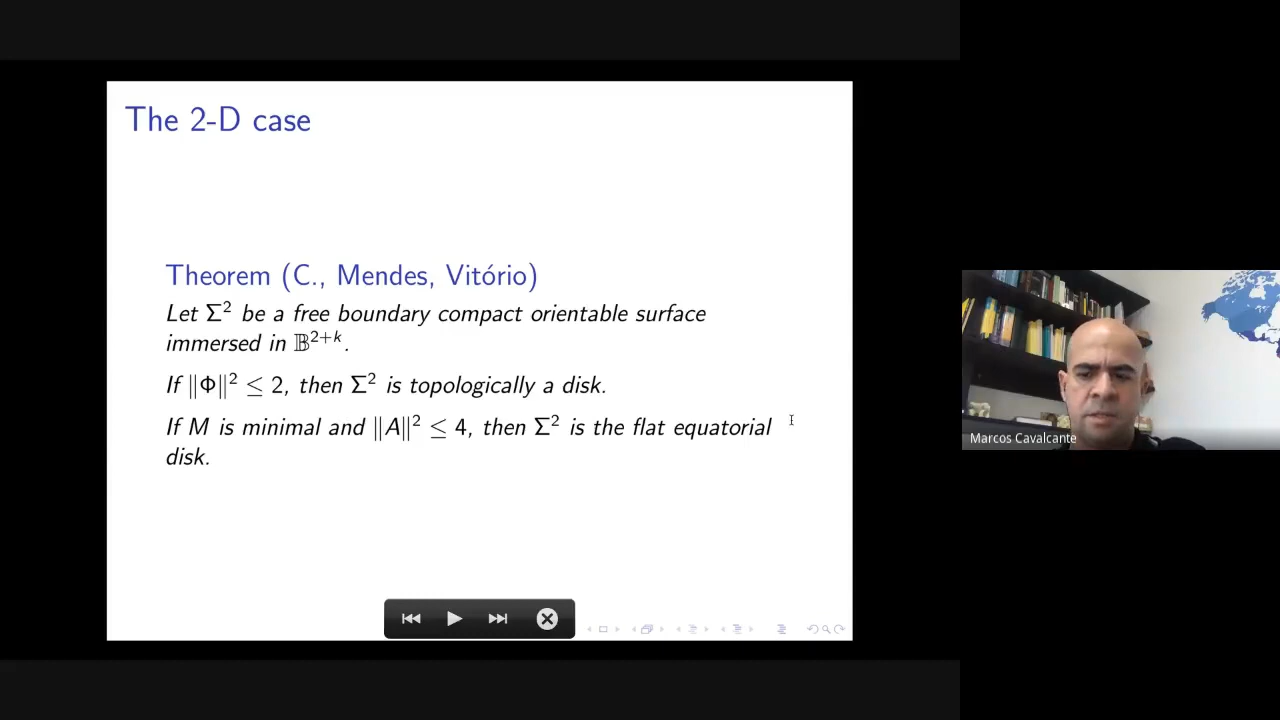 The 2-D case
Theorem (C., Mendes, Vitório)
Let Σ² be a free boundary compact orientable surface
immersed in 𝔹²⁺ᵏ.
If ‖Φ‖² ≤ 2, then Σ² is topologically a disk.
If M is minimal and ‖A‖² ≤ 4, then Σ² is the flat equatorial
disk.
Marcos Cavalcante